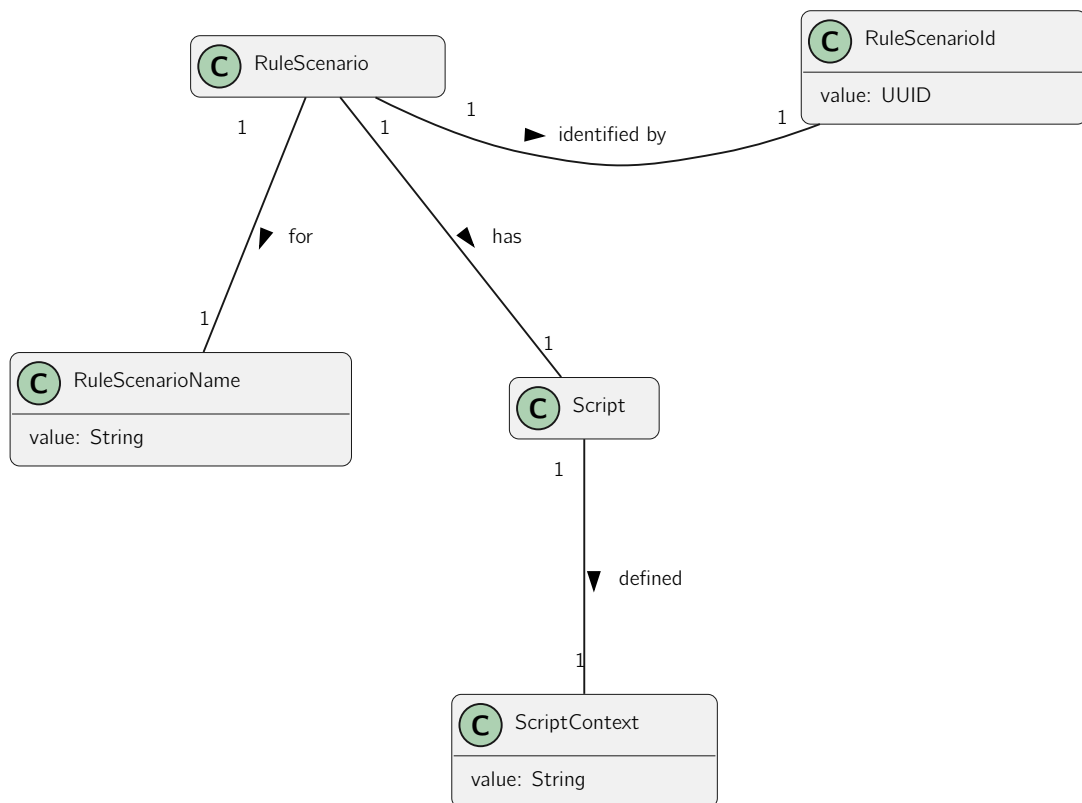 C RuleScenario
C RuleScenarioId
value: UUID
1
1
1
1
identified by
for
has
1
1
C RuleScenarioName
value: String
C Script
1
defined
1
C ScriptContext
value: String